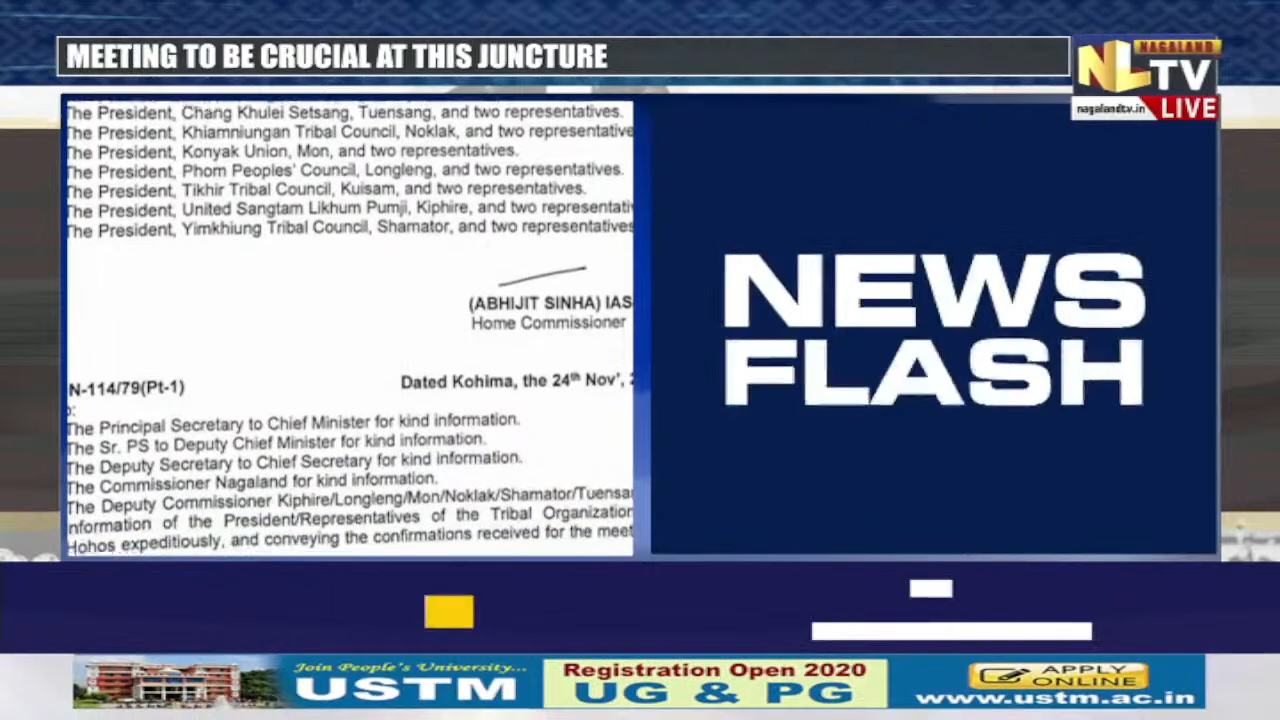 MEETING TO BE CRUCIAL AT THIS JUNCTURE
NAGALAND
NLTV
nagalandtv.in LIVE
The President, Chang Khulei Setsang, Tuensang, and two representatives.
The President, Khiamniungan Tribal Council, Noklak, and two representative
The President, Konyak Union, Mon, and two representatives.
The President, Phom Peoples' Council, Longleng, and two representatives.
The President, Tikhir Tribal Council, Kuisam, and two representatives.
The President, United Sangtam Likhum Pumji, Kiphire, and two representati
The President, Yimkhiung Tribal Council, Shamator, and two representatives
(ABHIJIT SINHA) IAS
Home Commissioner
N-114/79(Pt-1)
Dated Kohima, the 24th Nov',
The Principal Secretary to Chief Minister for kind information.
The Sr. PS to Deputy Chief Minister for kind information.
The Deputy Secretary to Chief Secretary for kind information.
The Commissioner Nagaland for kind information.
The Deputy Commissioner Kiphire/Longleng/Mon/Noklak/Shamator/Tuensa
nformation of the President/Representatives of the Tribal Organization
Hohos expeditiously, and conveying the confirmations received for the meet
NEWS
FLASH
Join People's University...
USTM
Registration Open 2020
UG & PG
APPLY
ONLINE
www.ustm.ac.in